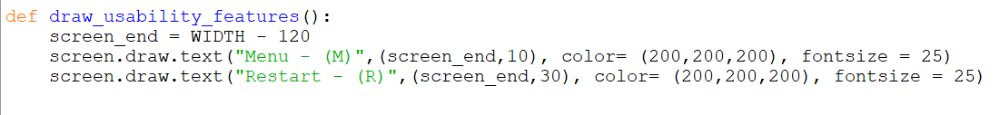 def draw_usability_features():
    screen_end = WIDTH - 120
    screen.draw.text("Menu - (M)",(screen_end,10), color= (200,200,200), fontsize = 25)
    screen.draw.text("Restart - (R)",(screen_end,30), color= (200,200,200), fontsize = 25)